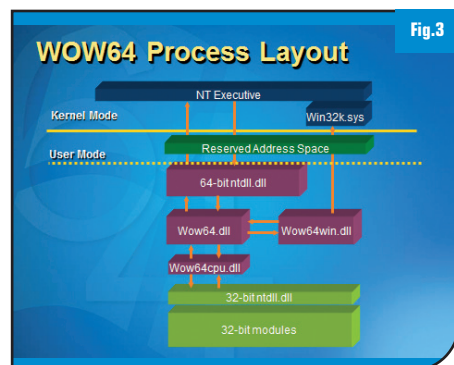 Fig.3
WOW64 Process Layout
NT Executive
Kernel Mode
Win32k.sys
User Mode
Reserved Address Space
64-bit ntdll.dll
Wow64.dll
Wow64win.dll
Wow64cpu.dll
32-bit ntdll.dll
32-bit modules